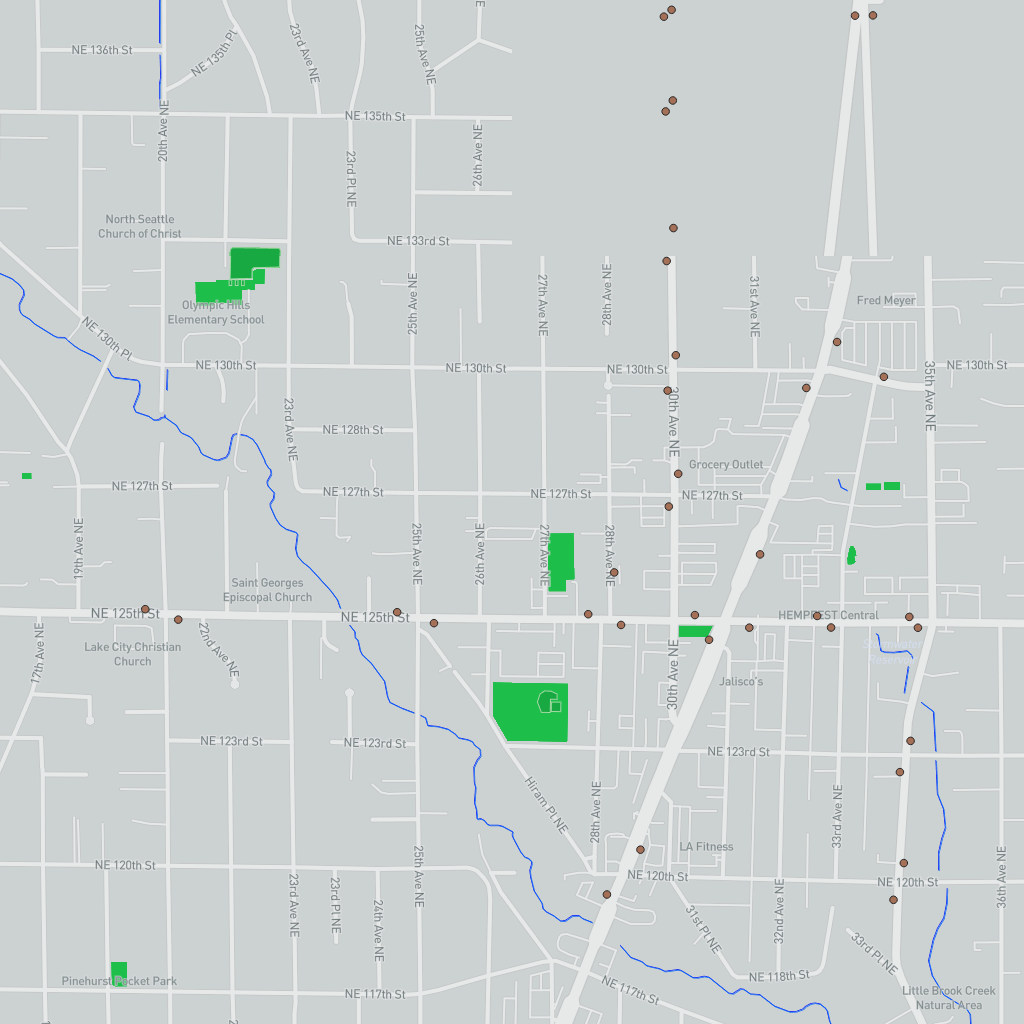 NE 136th St
NE 135th Pl
23rd Ave NE
25th Ave NE
E
NE 135th St
20th Ave NE
23rd Pl NE
26th Ave NE
North Seattle
Church of Christ
NE 133rd St
Olympic Hills
Elementary School
25th Ave NE
27th Ave NE
28th Ave NE
31st Ave NE
Fred Meyer
NE 130th Pl
NE 130th St
NE 130th St
NE 130th St
NE 130th St
35th Ave NE
30th Ave NE
23rd Ave NE
NE 128th St
Grocery Outlet
NE 127th St
NE 127th St
NE 127th St
NE 127th St
19th Ave NE
25th Ave NE
26th Ave NE
27th Ave NE
28th Ave NE
Saint Georges
Episcopal Church
NE 125th St
NE 125th St
HEMPFEST Central
17th Ave NE
Lake City Christian
Church
22nd Ave NE
30th Ave NE
Jalisco's
NE 123rd St
NE 123rd St
NE 123rd St
Hiram Pl NE
28th Ave NE
33rd Ave NE
LA Fitness
NE 120th St
25th Ave NE
NE 120th St
NE 120th St
36th Ave NE
23rd Ave NE
23rd Pl NE
24th Ave NE
31st Pl NE
32nd Ave NE
33rd Pl NE
Pinehurst Pocket Park
NE 117th St
NE 117th St
NE 118th St
Little Brook Creek
Natural Area